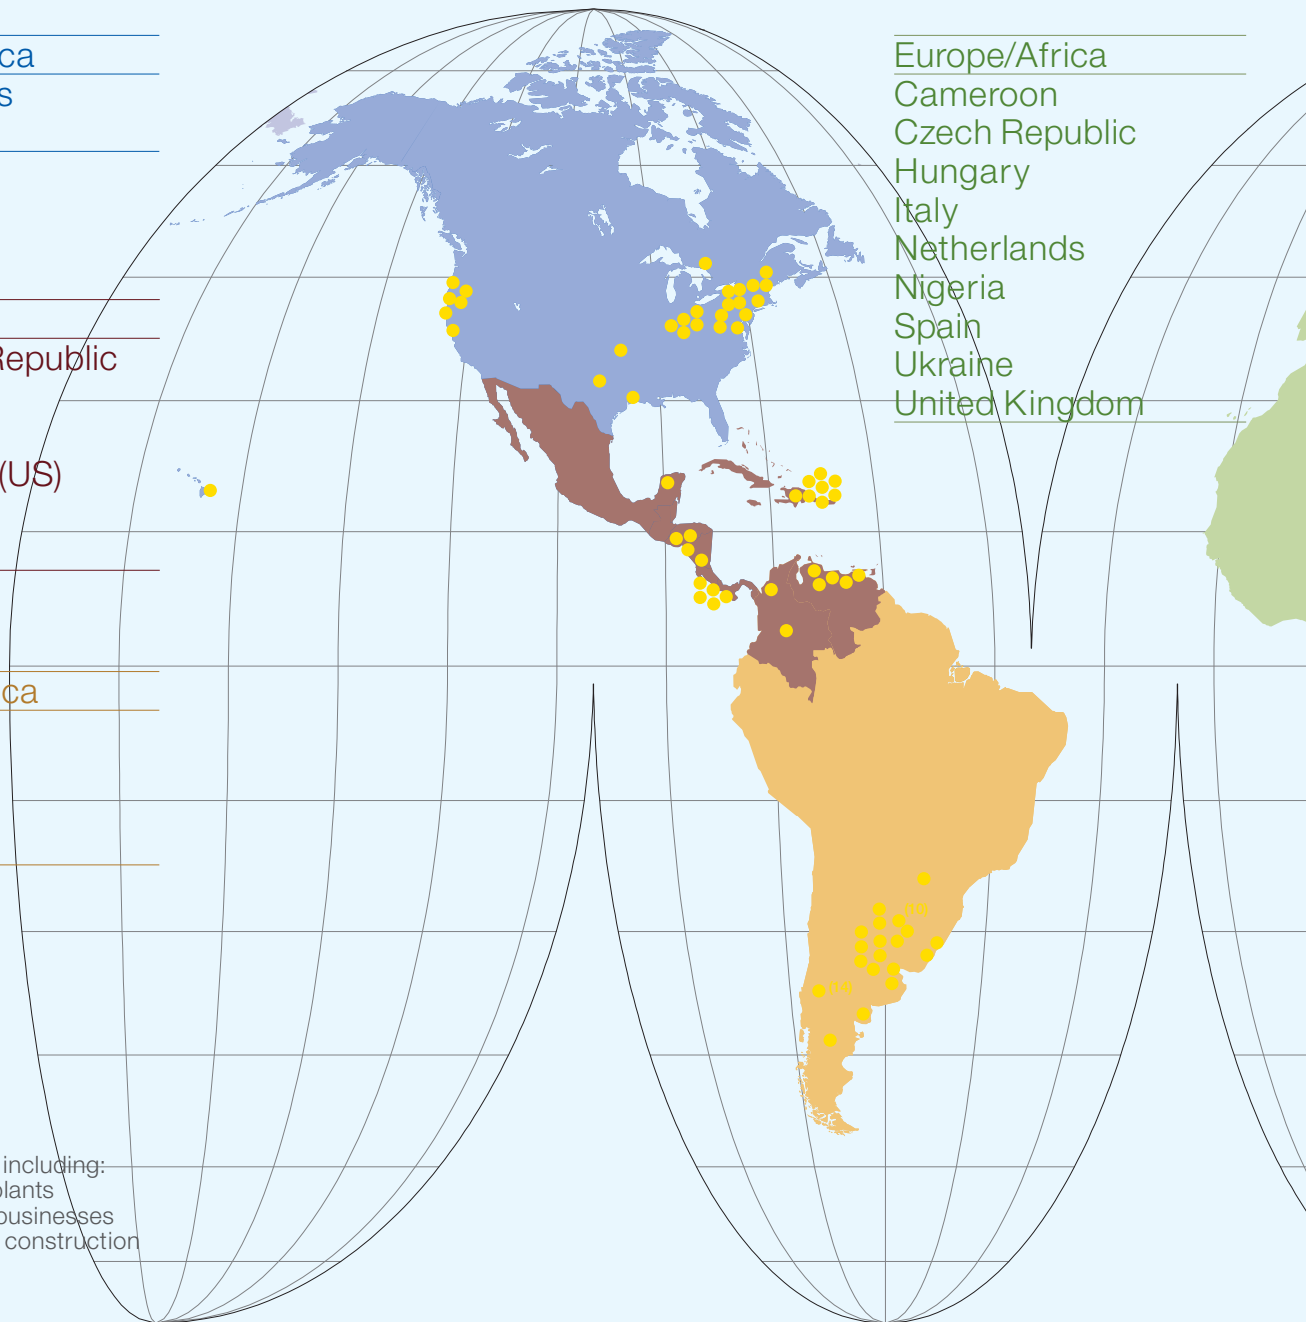 ca
s
Republic
(US)
ca
including:
plants
businesses
construction
Europe/Africa
Cameroon
Czech Republic
Hungary
Italy
Netherlands
Nigeria
Spain
Ukraine
United Kingdom
(10)
(14)